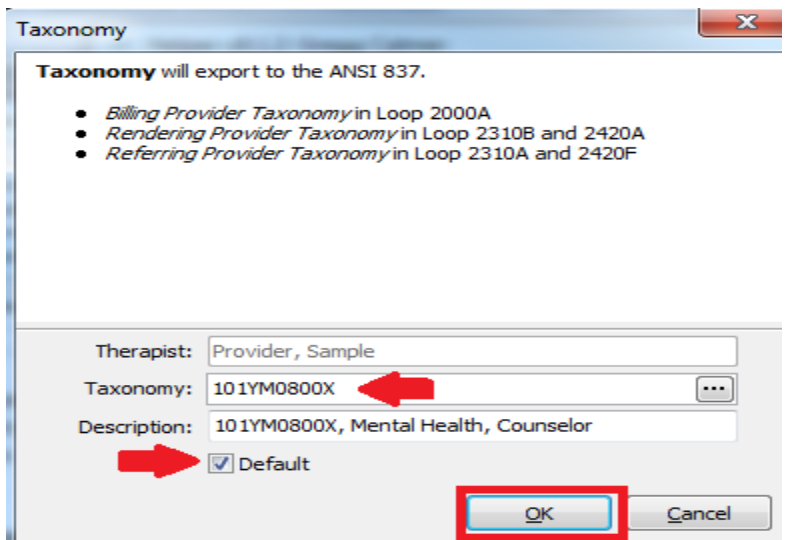 Taxonomy
Taxonomy will export to the ANSI 837.
• Billing Provider Taxonomy in Loop 2000A
• Rendering Provider Taxonomy in Loop 2310B and 2420A
• Referring Provider Taxonomy in Loop 2310A and 2420F
Therapist: Provider, Sample
Taxonomy: 101YM0800X ...
Description: 101YM0800X, Mental Health, Counselor
Default
OK Cancel